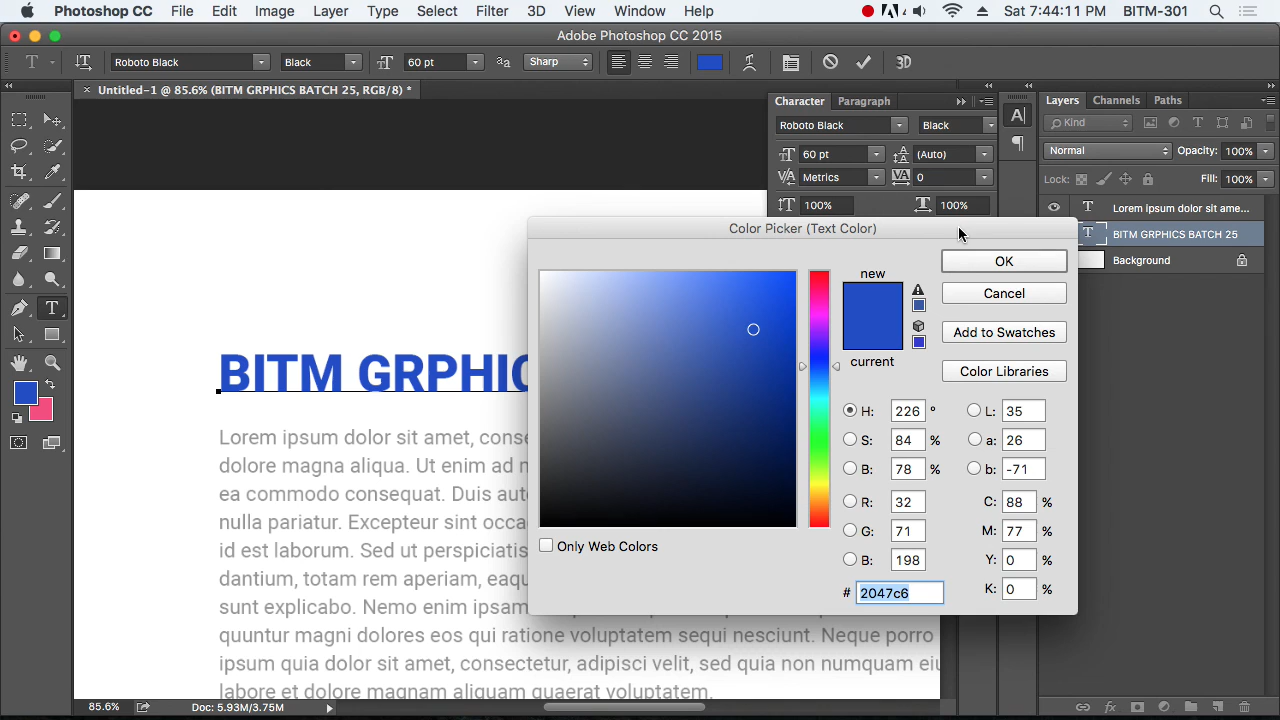 Photoshop CC File Edit Image Layer Type Select Filter 3D View Window Help Sat 7:44:11 PM BITM-301
Adobe Photoshop CC 2015
T Roboto Black Black 60 pt Sharp 3D
× Untitled-1 @ 85.6% (BITM GRPHICS BATCH 25, RGB/8) *
Character Paragraph
Roboto Black Black
60 pt (Auto)
Metrics 0
100% 100%
Layers Channels Paths
Kind
Normal Opacity: 100%
Lock: Fill: 100%
T Lorem ipsum dolor sit ame...
T BITM GRPHICS BATCH 25
Background
Color Picker (Text Color)
new
current
OK
Cancel
Add to Swatches
Color Libraries
H: 226 °
S: 84 %
B: 78 %
R: 32
G: 71
B: 198
# 2047c6
L: 35
a: 26
b: -71
C: 88 %
M: 77 %
Y: 0 %
K: 0 %
Only Web Colors
BITM GRPHIC
Lorem ipsum dolor sit amet, conse
dolore magna aliqua. Ut enim ad m
ea commodo consequat. Duis aut
nulla pariatur. Excepteur sint occa
id est laborum. Sed ut perspiciatis
dantium, totam rem aperiam, eaq
sunt explicabo. Nemo enim ipsam
quuntur magni dolores eos qui ratione voluptatem sequi nesciunt. Neque porro
ipsum quia dolor sit amet, consectetur, adipisci velit, sed quia non numquam eiu
labore et dolore magnam aliquam quaerat voluptatem.
85.6% Doc: 5.93M/3.75M